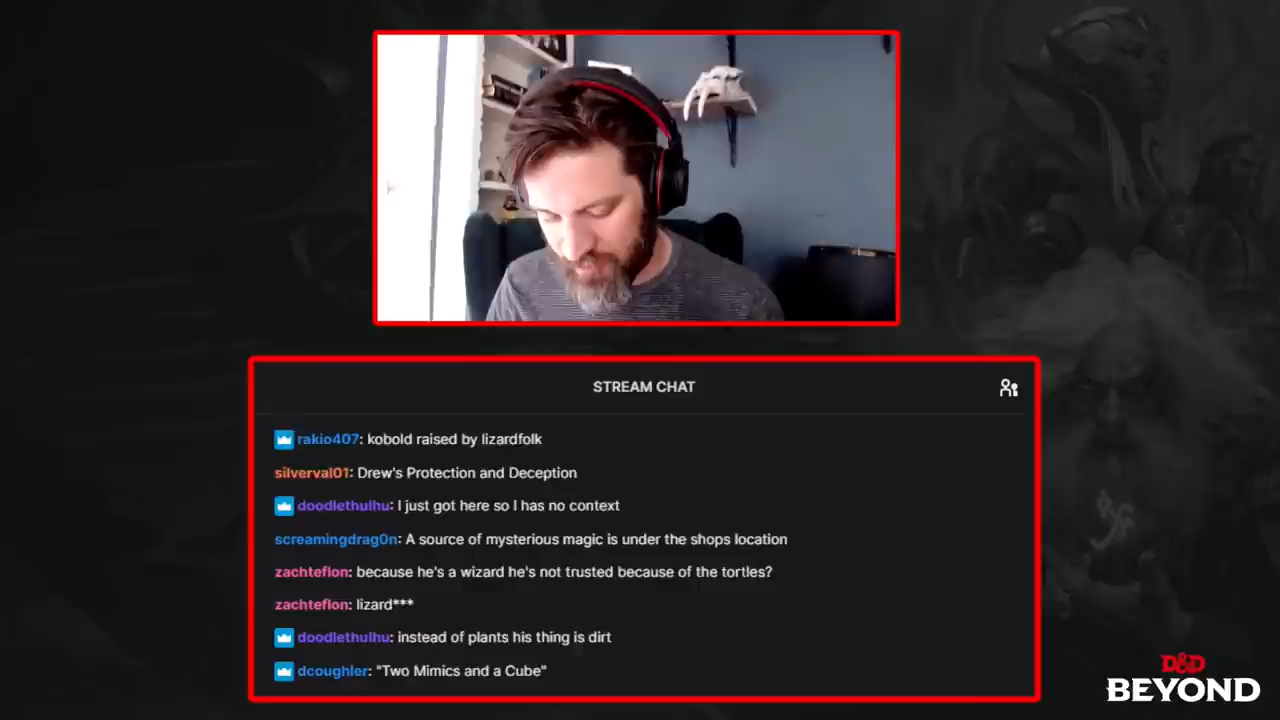 STREAM CHAT
rakio407: kobold raised by lizardfolk
silverval01: Drew's Protection and Deception
doodlethulhu: I just got here so I has no context
screamingdrag0n: A source of mysterious magic is under the shops location
zachteflon: because he's a wizard he's not trusted because of the tortles?
zachteflon: lizard***
doodlethulhu: instead of plants his thing is dirt
dcoughler: "Two Mimics and a Cube"
D&D
BEYOND